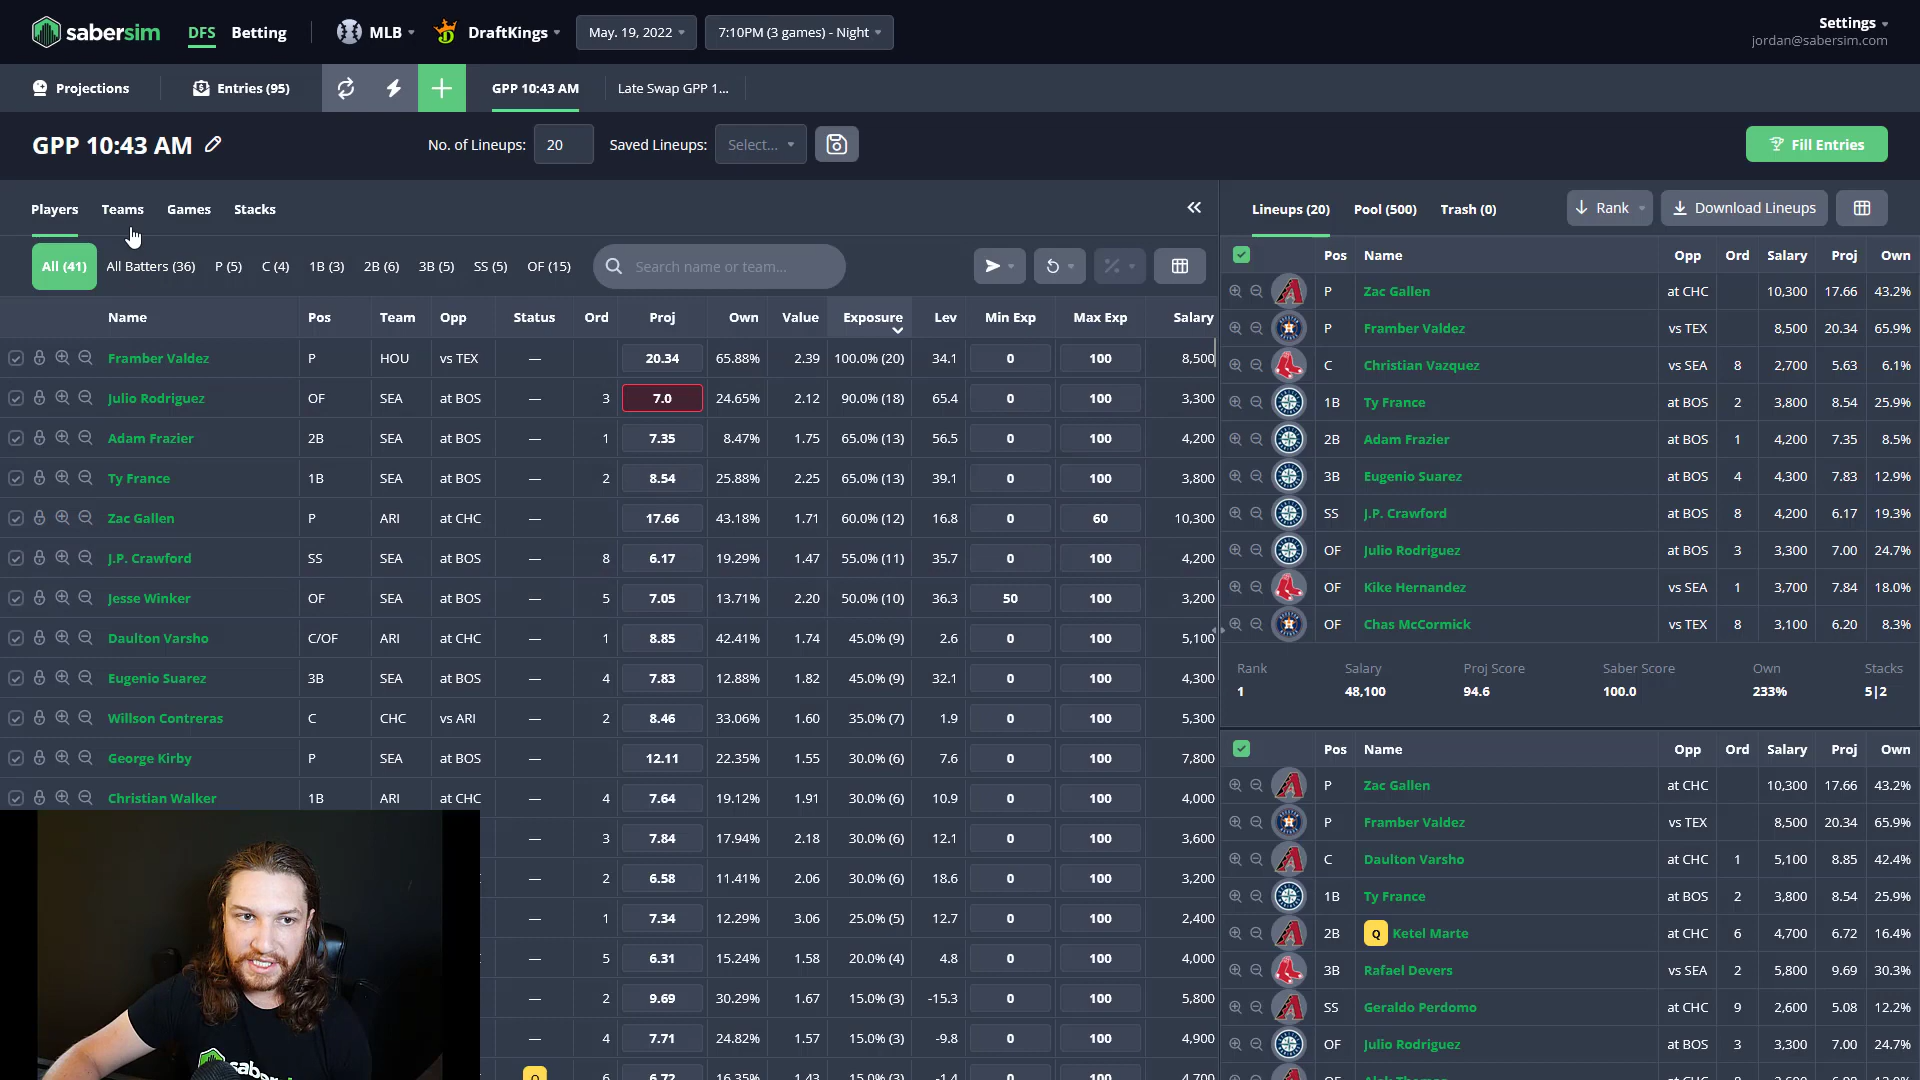 sabersim DFS Betting MLB DraftKings May. 19, 2022 7:10PM (3 games) - Night Settings
jordan@sabersim.com
Projections Entries (95) GPP 10:43 AM Late Swap GPP 1...
GPP 10:43 AM No. of Lineups: 20 Saved Lineups: Select... Fill Entries
Players Teams Games Stacks
All (41) All Batters (36) P (5) C (4) 1B (3) 2B (6) 3B (5) SS (5) OF (15) Search name or team...
Name Pos Team Opp Status Ord Proj Own Value Exposure Lev Min Exp Max Exp Salary
Framber Valdez P HOU vs TEX — 20.34 65.88% 2.39 100.0% (20) 34.1 0 100 8,500
Julio Rodriguez OF SEA at BOS — 3 7.0 24.65% 2.12 90.0% (18) 65.4 0 100 3,300
Adam Frazier 2B SEA at BOS — 1 7.35 8.47% 1.75 65.0% (13) 56.5 0 100 4,200
Ty France 1B SEA at BOS — 2 8.54 25.88% 2.25 65.0% (13) 39.1 0 100 3,800
Zac Gallen P ARI at CHC — 17.66 43.18% 1.71 60.0% (12) 16.8 0 60 10,300
J.P. Crawford SS SEA at BOS — 8 6.17 19.29% 1.47 55.0% (11) 35.7 0 100 4,200
Jesse Winker OF SEA at BOS — 5 7.05 13.71% 2.20 50.0% (10) 36.3 50 100 3,200
Daulton Varsho C/OF ARI at CHC — 1 8.85 42.41% 1.74 45.0% (9) 2.6 0 100 5,100
Eugenio Suarez 3B SEA at BOS — 4 7.83 12.88% 1.82 45.0% (9) 32.1 0 100 4,300
Willson Contreras C CHC vs ARI — 2 8.46 33.06% 1.60 35.0% (7) 1.9 0 100 5,300
George Kirby P SEA at BOS — 12.11 22.35% 1.55 30.0% (6) 7.6 0 100 7,800
Christian Walker 1B ARI at CHC — 4 7.64 19.12% 1.91 30.0% (6) 10.9 0 100 4,000
— 3 7.84 17.94% 2.18 30.0% (6) 12.1 0 100 3,600
— 2 6.58 11.41% 2.06 30.0% (6) 18.6 0 100 3,200
— 1 7.34 12.29% 3.06 25.0% (5) 12.7 0 100 2,400
— 5 6.31 15.24% 1.58 20.0% (4) 4.8 0 100 4,000
— 2 9.69 30.29% 1.67 15.0% (3) -15.3 0 100 5,800
— 4 7.71 24.82% 1.57 15.0% (3) -9.8 0 100 4,900
Q 6 6.72 16.35% 1.43 15.0% (3) -1.4 0 100 4,700
sabe
Lineups (20) Pool (500) Trash (0) Rank Download Lineups
Pos Name Opp Ord Salary Proj Own
P Zac Gallen at CHC 10,300 17.66 43.2%
P Framber Valdez vs TEX 8,500 20.34 65.9%
C Christian Vazquez vs SEA 8 2,700 5.63 6.1%
1B Ty France at BOS 2 3,800 8.54 25.9%
2B Adam Frazier at BOS 1 4,200 7.35 8.5%
3B Eugenio Suarez at BOS 4 4,300 7.83 12.9%
SS J.P. Crawford at BOS 8 4,200 6.17 19.3%
OF Julio Rodriguez at BOS 3 3,300 7.00 24.7%
OF Kike Hernandez vs SEA 1 3,700 7.84 18.0%
OF Chas McCormick vs TEX 8 3,100 6.20 8.3%
Rank Salary Proj Score Saber Score Own Stacks
1 48,100 94.6 100.0 233% 5|2
Pos Name Opp Ord Salary Proj Own
P Zac Gallen at CHC 10,300 17.66 43.2%
P Framber Valdez vs TEX 8,500 20.34 65.9%
C Daulton Varsho at CHC 1 5,100 8.85 42.4%
1B Ty France at BOS 2 3,800 8.54 25.9%
2B Q Ketel Marte at CHC 6 4,700 6.72 16.4%
3B Rafael Devers vs SEA 2 5,800 9.69 30.3%
SS Geraldo Perdomo at CHC 9 2,600 5.08 12.2%
OF Julio Rodriguez at BOS 3 3,300 7.00 24.7%